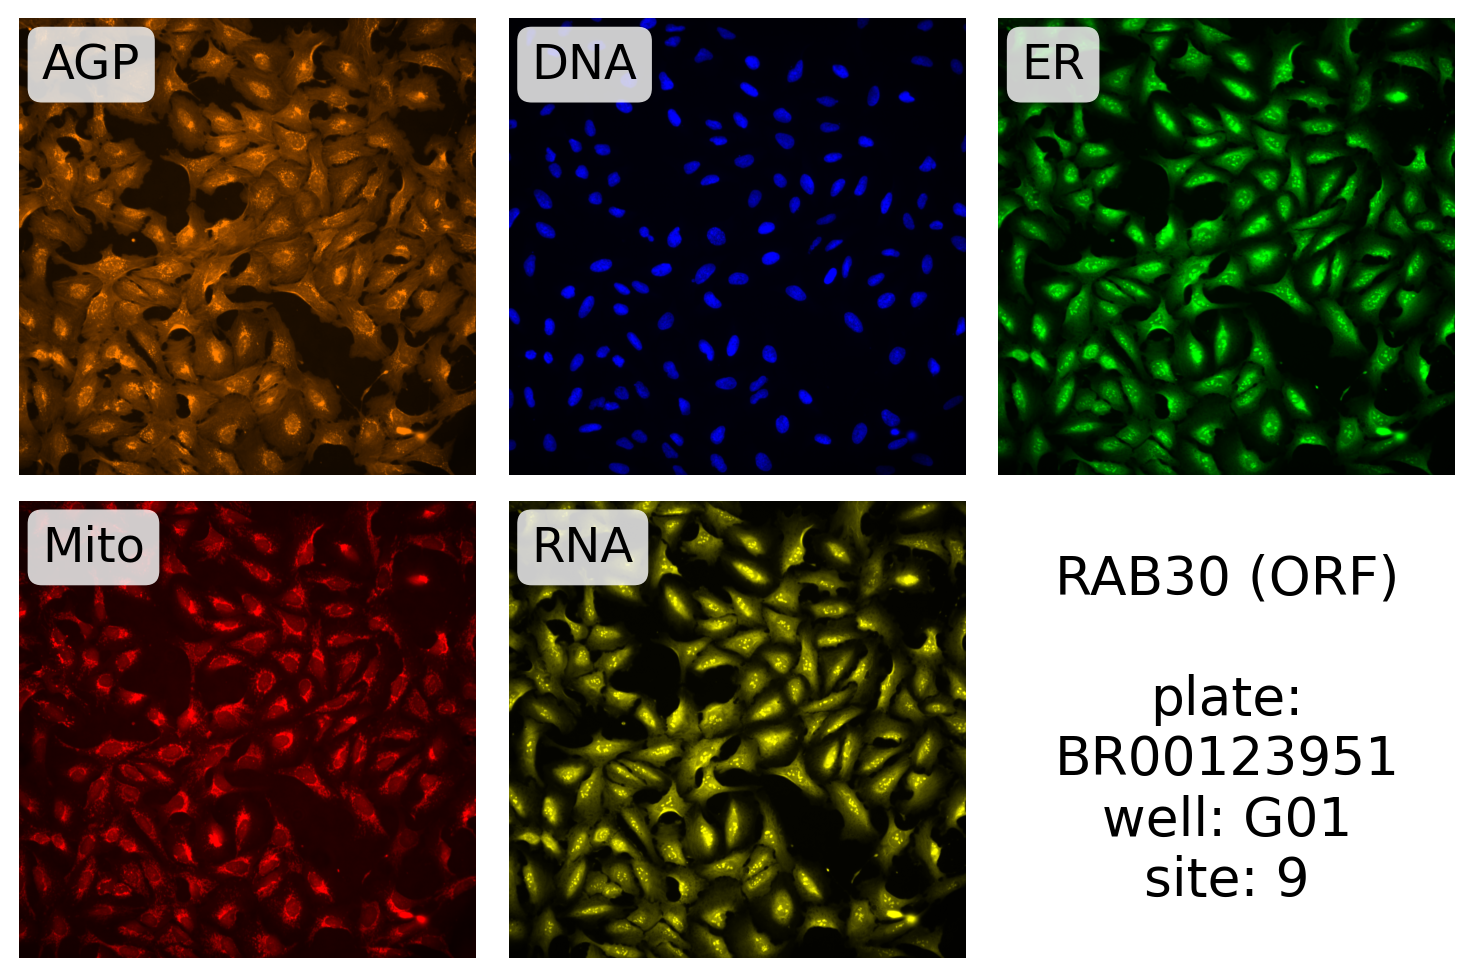 AGP
DNA
ER
Mito
RNA
RAB30 (ORF)
plate:
BR00123951
well: G01
site: 9